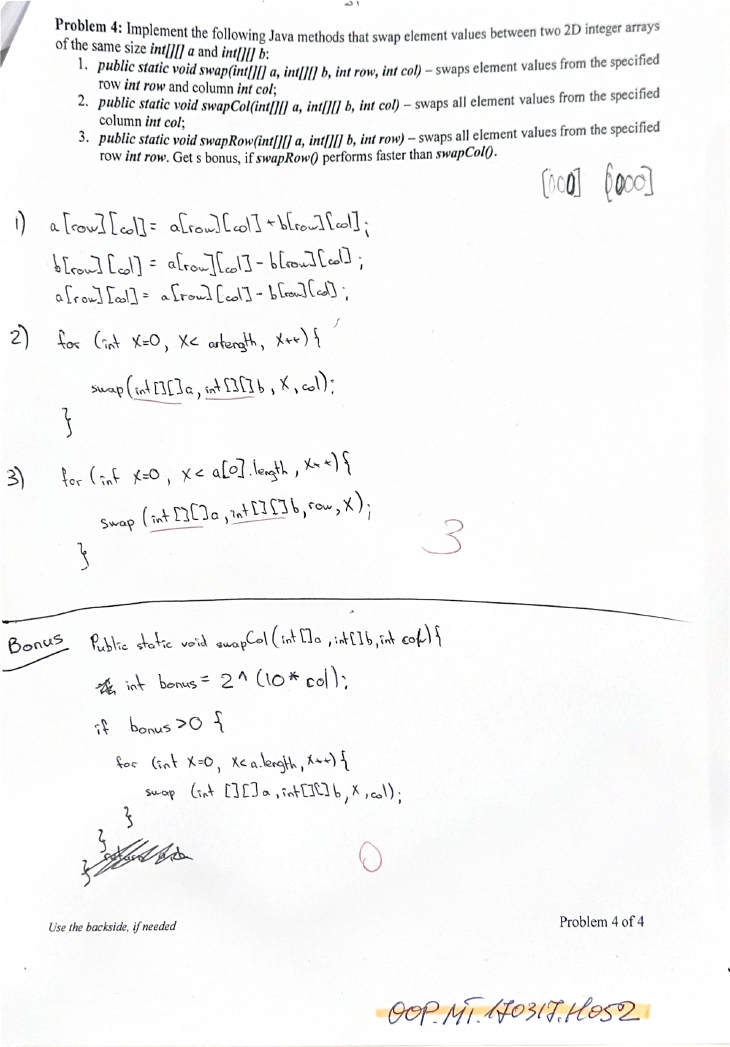 Problem 4: Implement the following Java methods that swap element values between two 2D integer arrays
of the same size int[][] a and int[][] b:
1. public static void swap(int[][] a, int[][] b, int row, int col) – swaps element values from the specified
row int row and column int col;
2. public static void swapCol(int[][] a, int[][] b, int col) – swaps all element values from the specified
column int col;
3. public static void swapRow(int[][] a, int[][] b, int row) – swaps all element values from the specified
row int row. Get s bonus, if swapRow() performs faster than swapCol().
[000] [000]
1) a[row][col] = a[row][col] + b[row][col];
b[row][col] = a[row][col] - b[row][col];
a[row][col] = a[row][col] - b[row][col];
2) for (int x=0, x< a.length, x++) {
swap(int[][]a, int[][]b, x, col);
}
3) for (int x=0, x< a[0].length, x++) {
swap (int[][]a, int[][]b, row, x);
}
3
Bonus Public static void swapCol(int[]a, int[]b, int col){
int bonus = 2^(10*col);
if bonus >0 {
for (int x=0, x<a.length, x++) {
swap (int [][]a, int[][]b, x, col);
}
}
}
0
Use the backside, if needed
Problem 4 of 4
OOP.MT.170317.H052